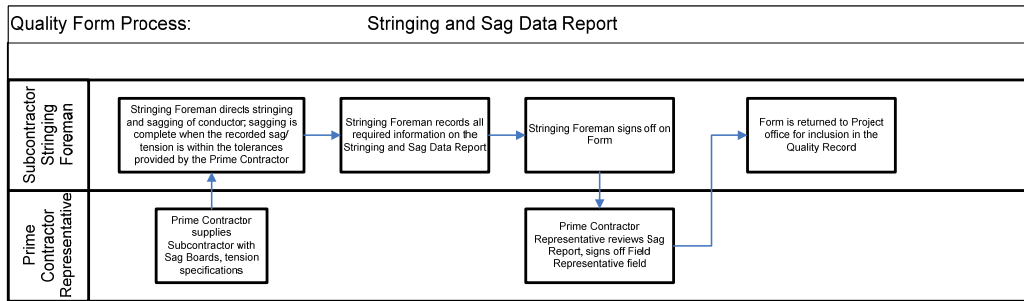 Quality Form Process: Stringing and Sag Data Report
Subcontractor
Stringing
Foreman
Stringing Foreman directs stringing
and sagging of conductor; sagging is
complete when the recorded sag/
tension is within the tolerances
provided by the Prime Contractor
Stringing Foreman records all
required information on the
Stringing and Sag Data Report
Stringing Foreman signs off on
Form
Form is returned to Project
office for inclusion in the
Quality Record
Prime
Contractor
Representative
Prime Contractor
supplies
Subcontractor with
Sag Boards, tension
specifications
Prime Contractor
Representative reviews Sag
Report, signs off Field
Representative field